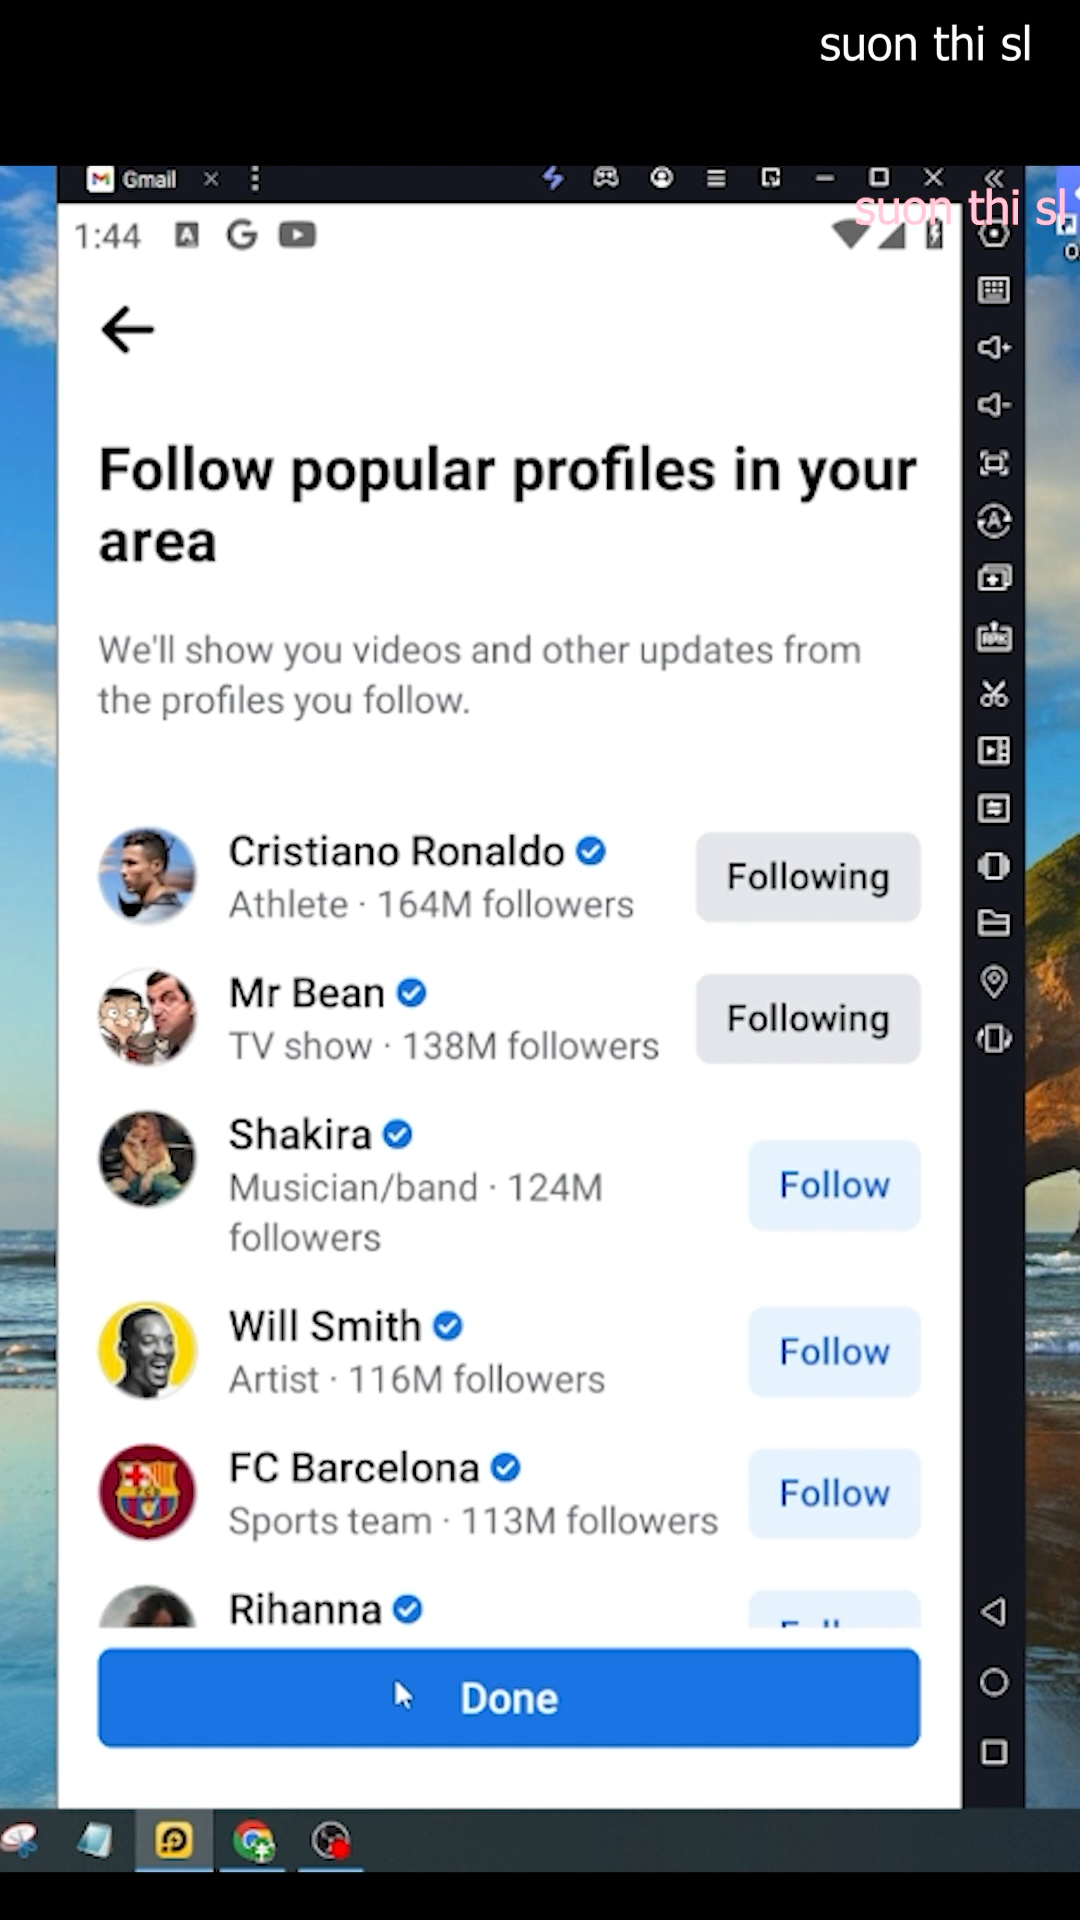 suon thi sl
Gmail
suon thi sl
1:44
Follow popular profiles in your
area
We'll show you videos and other updates from
the profiles you follow.
Cristiano Ronaldo
Athlete · 164M followers
Following
Mr Bean
TV show · 138M followers
Following
Shakira
Musician/band · 124M
followers
Follow
Will Smith
Artist · 116M followers
Follow
FC Barcelona
Sports team · 113M followers
Follow
Rihanna
Done